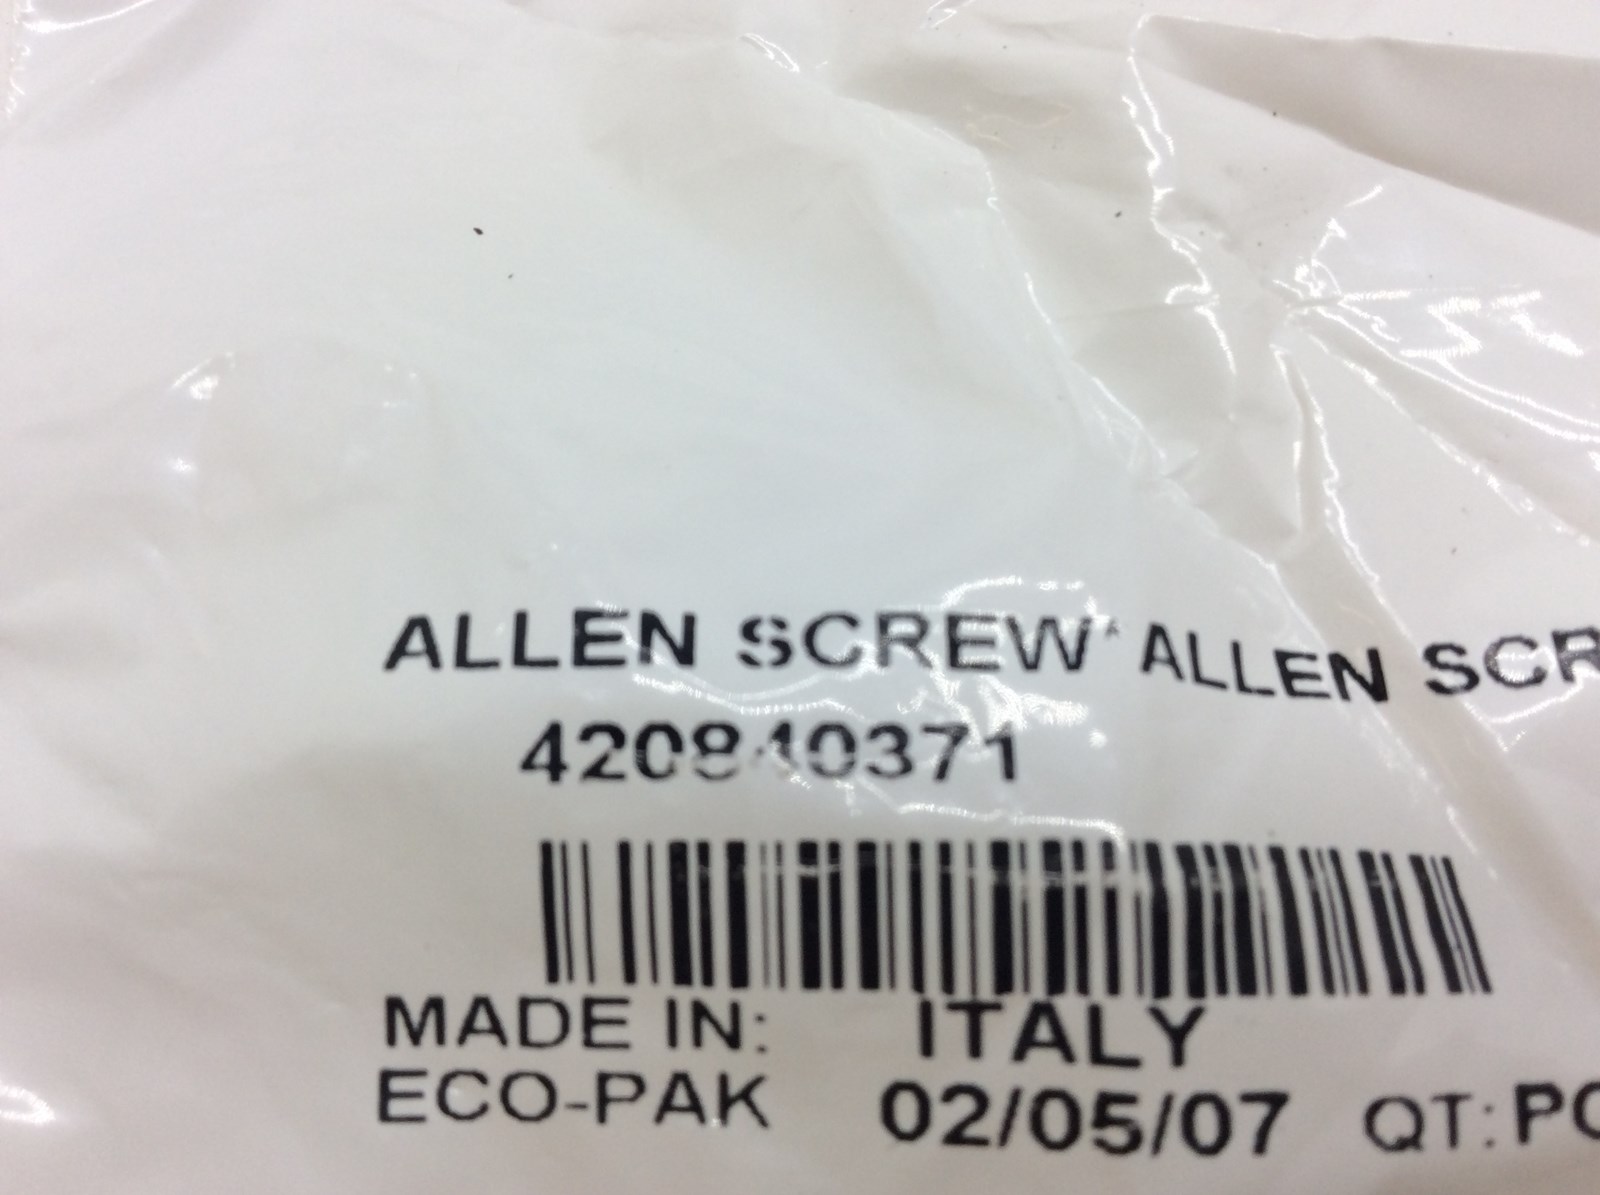 ALLEN SCREW*ALLEN SCR
420840371
MADE IN: ITALY
ECO-PAK 02/05/07 QT: PC